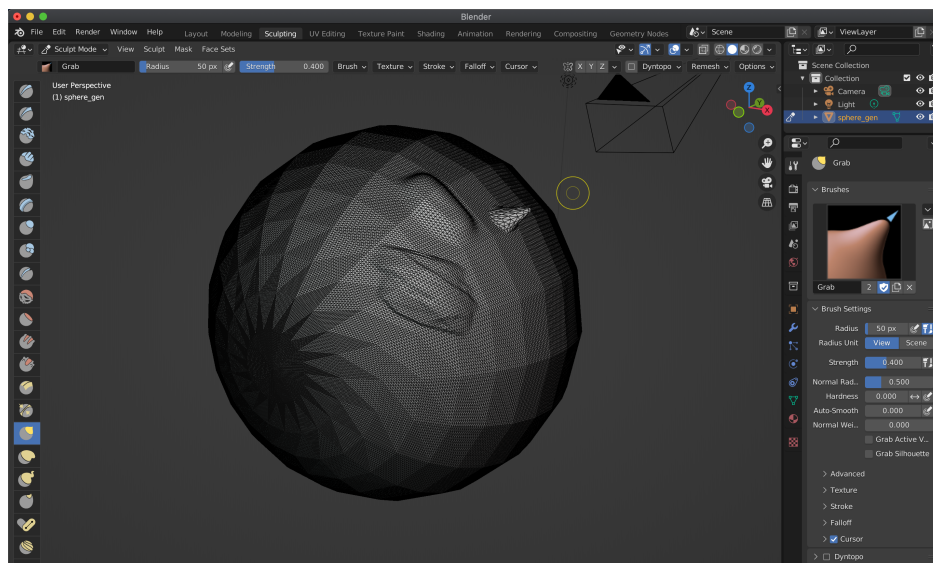 Blender
File Edit Render Window Help Layout Modeling Sculpting UV Editing Texture Paint Shading Animation Rendering Compositing Geometry Nodes Scene ViewLayer
Sculpt Mode View Sculpt Mask Face Sets
Grab Radius 50 px Strength 0.400 Brush Texture Stroke Falloff Cursor X Y Z Dyntopo Remesh Options
User Perspective
(1) sphere_gen
Z
Y
X
Scene Collection
Collection
Camera
Light
sphere_gen
Grab
Brushes
Grab 2
Brush Settings
Radius 50 px
Radius Unit View Scene
Strength 0.400
Normal Rad... 0.500
Hardness 0.000
Auto-Smooth 0.000
Normal Wei... 0.000
Grab Active V...
Grab Silhouette
Advanced
Texture
Stroke
Falloff
Cursor
Dyntopo